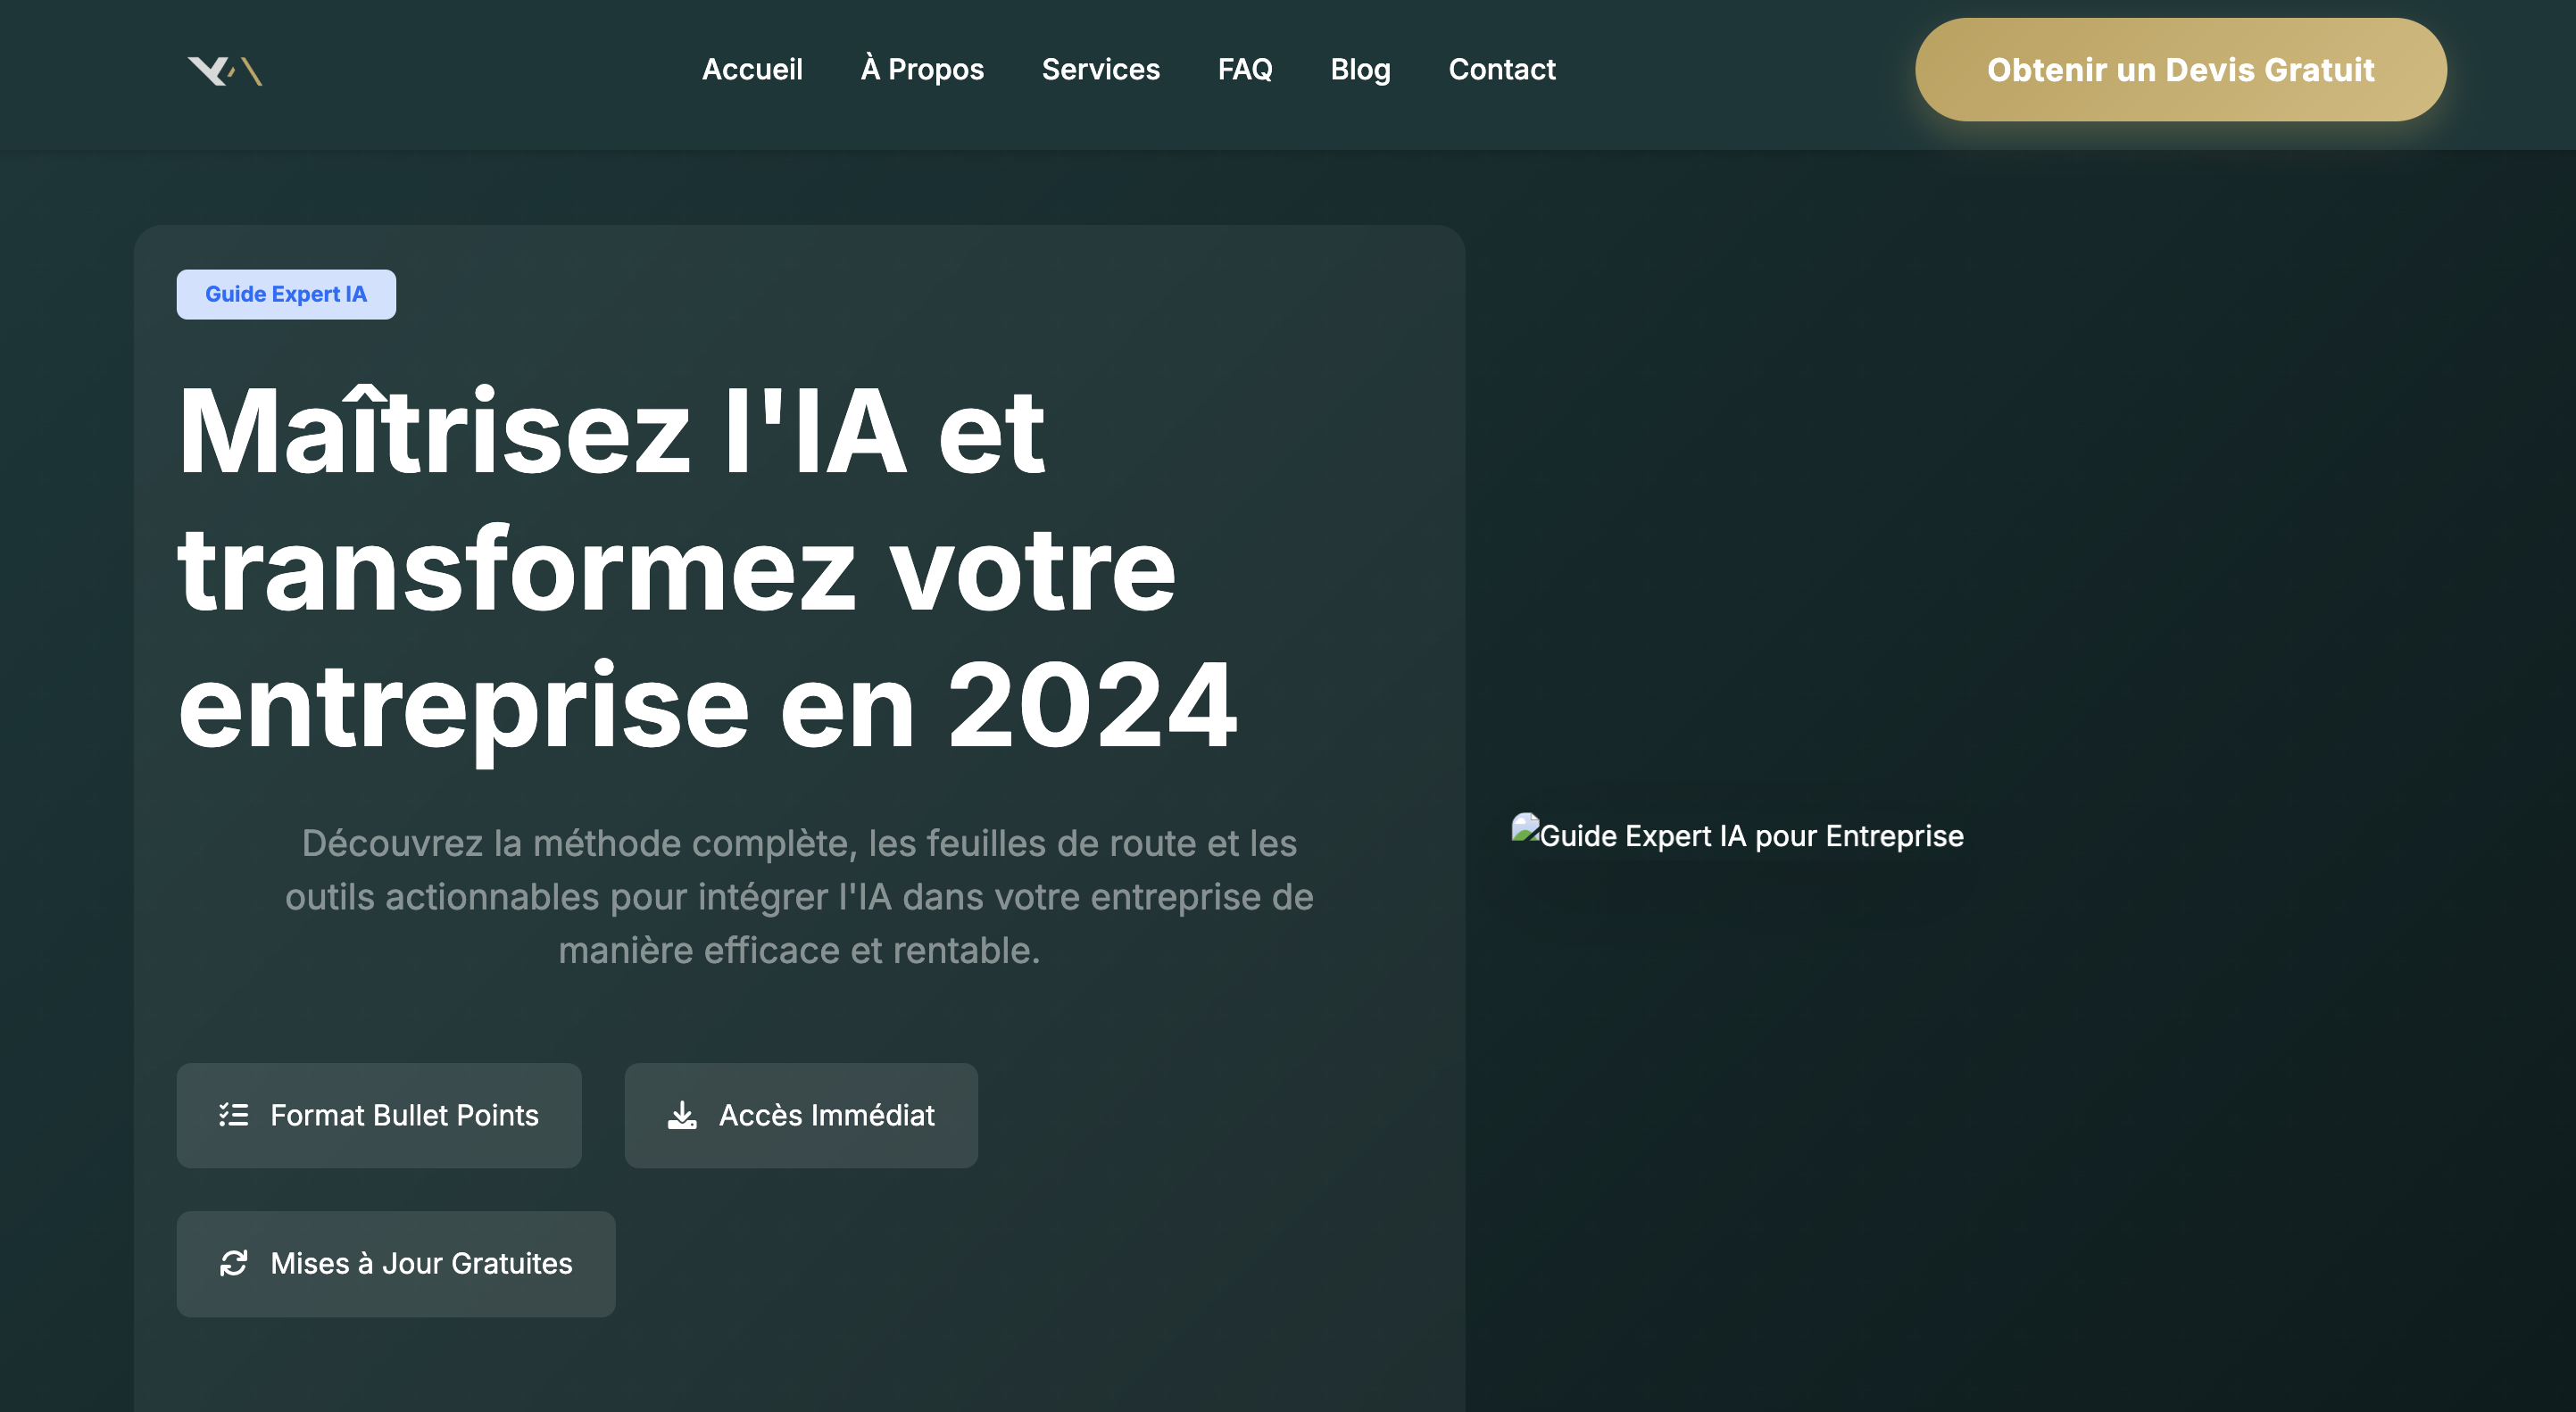 Accueil
À Propos
Services
FAQ
Blog
Contact
Obtenir un Devis Gratuit
Guide Expert IA
Maîtrisez l'IA et
transformez votre
entreprise en 2024
Découvrez la méthode complète, les feuilles de route et les
outils actionnables pour intégrer l'IA dans votre entreprise de
manière efficace et rentable.
Guide Expert IA pour Entreprise
Format Bullet Points
Accès Immédiat
Mises à Jour Gratuites